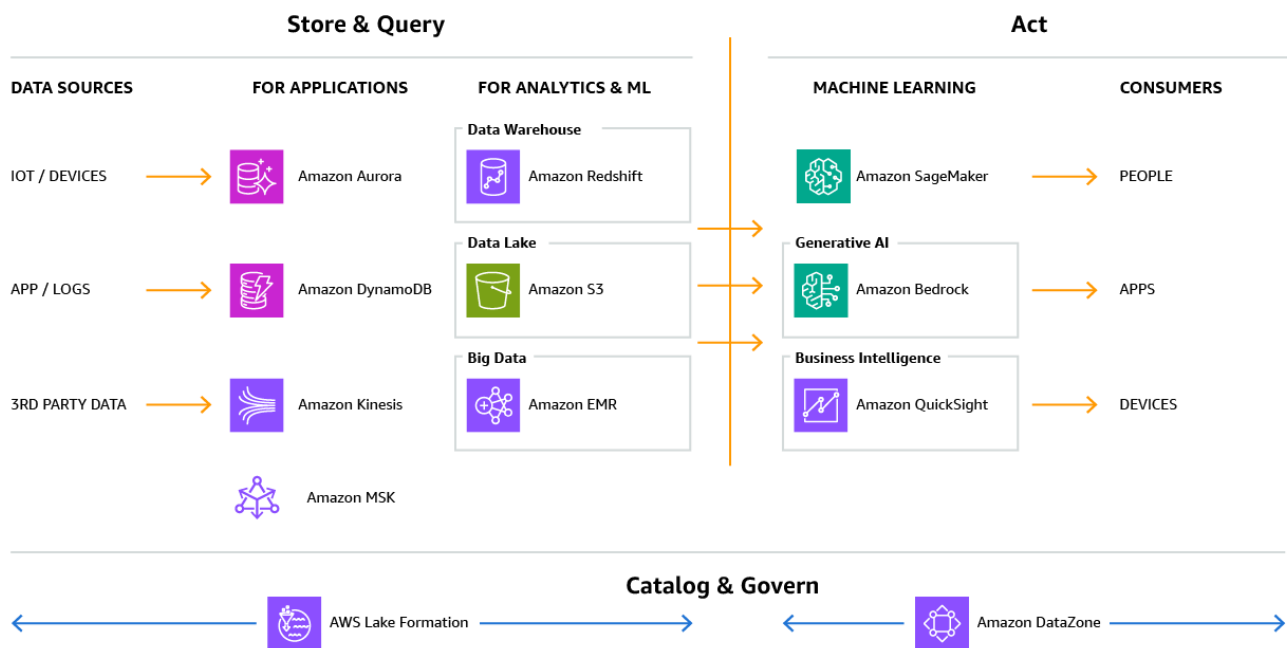 Store & Query
Act
DATA SOURCES
FOR APPLICATIONS
FOR ANALYTICS & ML
MACHINE LEARNING
CONSUMERS
Data Warehouse
IOT / DEVICES
Amazon Aurora
Amazon Redshift
Amazon SageMaker
PEOPLE
Data Lake
Generative AI
APP / LOGS
Amazon DynamoDB
Amazon S3
Amazon Bedrock
APPS
Big Data
Business Intelligence
3RD PARTY DATA
Amazon Kinesis
Amazon EMR
Amazon QuickSight
DEVICES
Amazon MSK
Catalog & Govern
AWS Lake Formation
Amazon DataZone